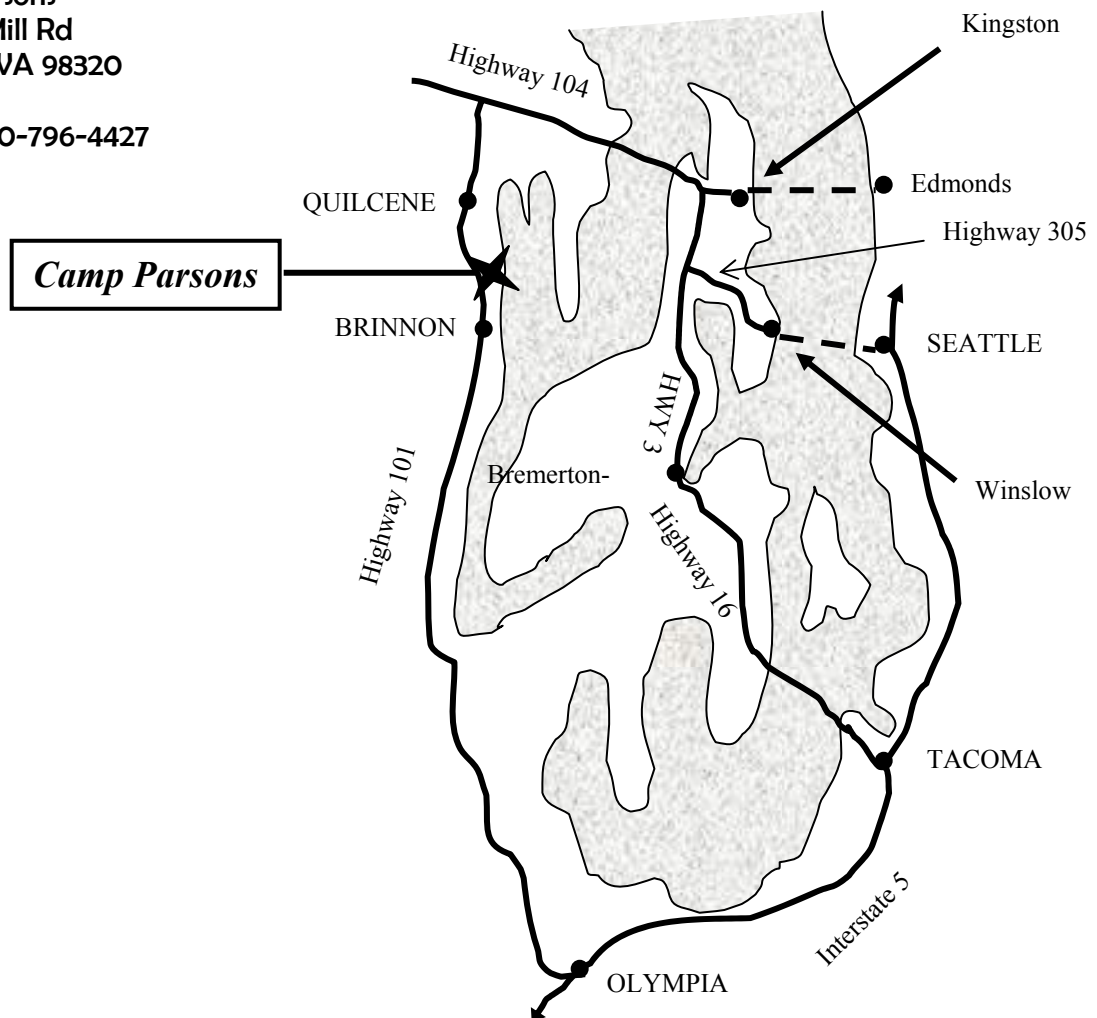 Mill Rd
98320
0-796-4427
Kingston
Highway 104
Edmonds
QUILCENE
Highway 305
Camp Parsons
BRINNON
SEATTLE
HWY 3
Highway 101
Bremerton-
Winslow
Highway 16
TACOMA
Interstate 5
OLYMPIA